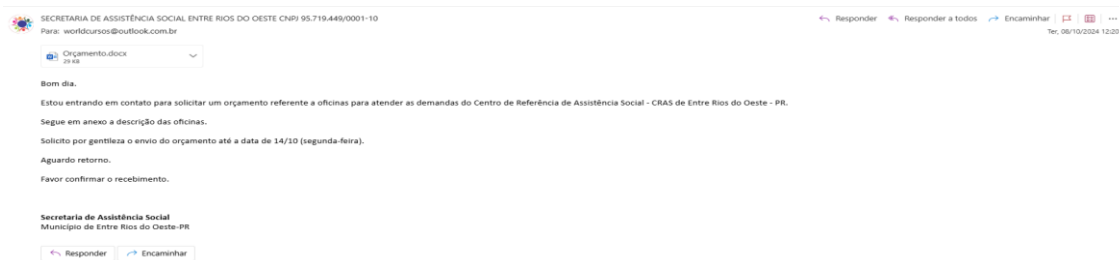 SECRETARIA DE ASSISTÊNCIA SOCIAL ENTRE RIOS DO OESTE CNPJ 95.719.449/0001-10
Responder Responder a todos Encaminhar
Para: worldcursos@outlook.com.br
Ter, 08/10/2024 12:20
Orçamento.docx
29 KB
Bom dia.
Estou entrando em contato para solicitar um orçamento referente a oficinas para atender as demandas do Centro de Referência de Assistência Social - CRAS de Entre Rios do Oeste - PR.
Segue em anexo a descrição das oficinas.
Solicito por gentileza o envio do orçamento até a data de 14/10 (segunda-feira).
Aguardo retorno.
Favor confirmar o recebimento.
Secretaria de Assistência Social
Município de Entre Rios do Oeste-PR
Responder Encaminhar